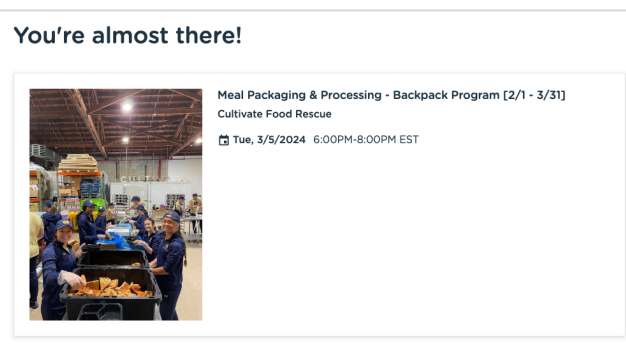 You're almost there!
Meal Packaging & Processing - Backpack Program [2/1 - 3/31]
Cultivate Food Rescue
Tue, 3/5/2024 6:00PM-8:00PM EST